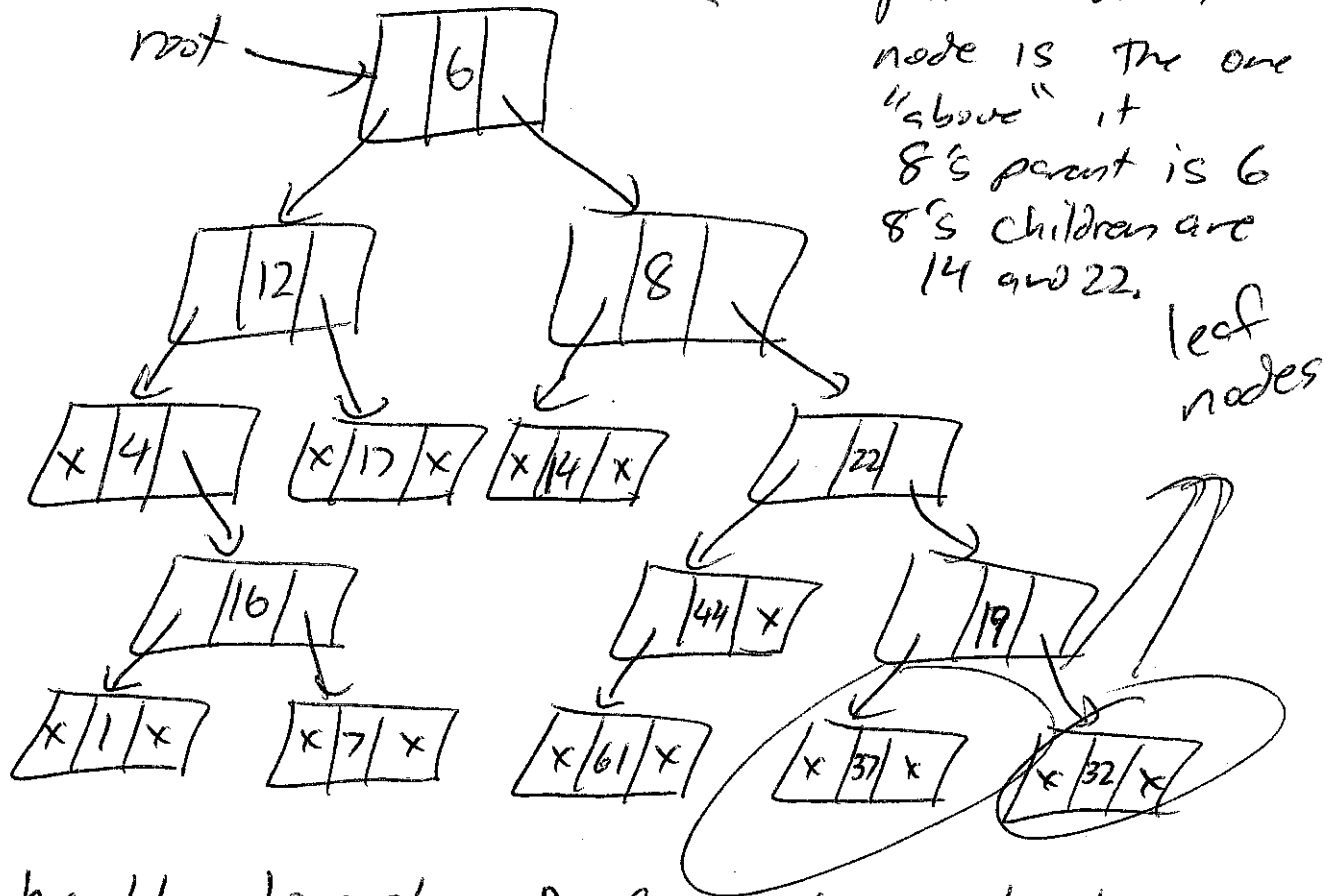 root
6
node is the one
"above" it
8's parent is 6
8's children are
14 and 22.
leaf
nodes
12
8
x 4
x 17 x
x 14 x
22
16
44 x
19
x 1 x
x 7 x
x 61 x
x 37 x
x 32 x